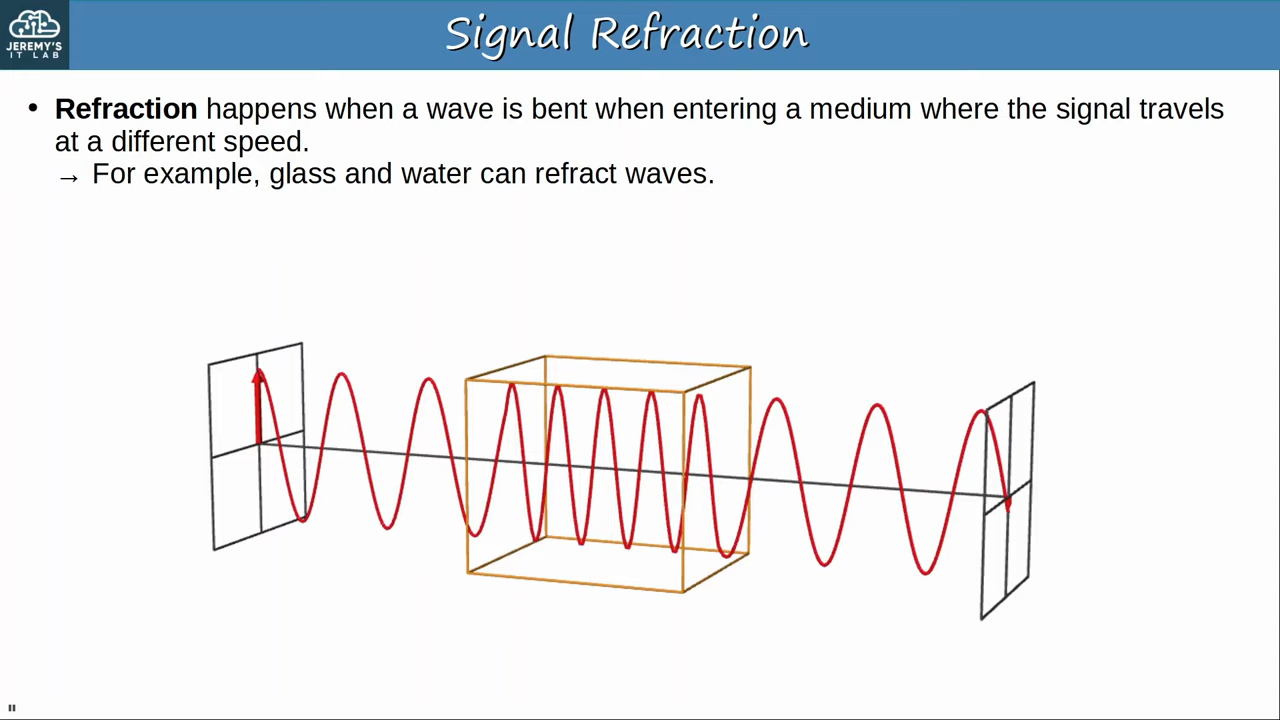 JEREMY'S
IT LAB
Signal Refraction
• Refraction happens when a wave is bent when entering a medium where the signal travels
at a different speed.
→ For example, glass and water can refract waves.